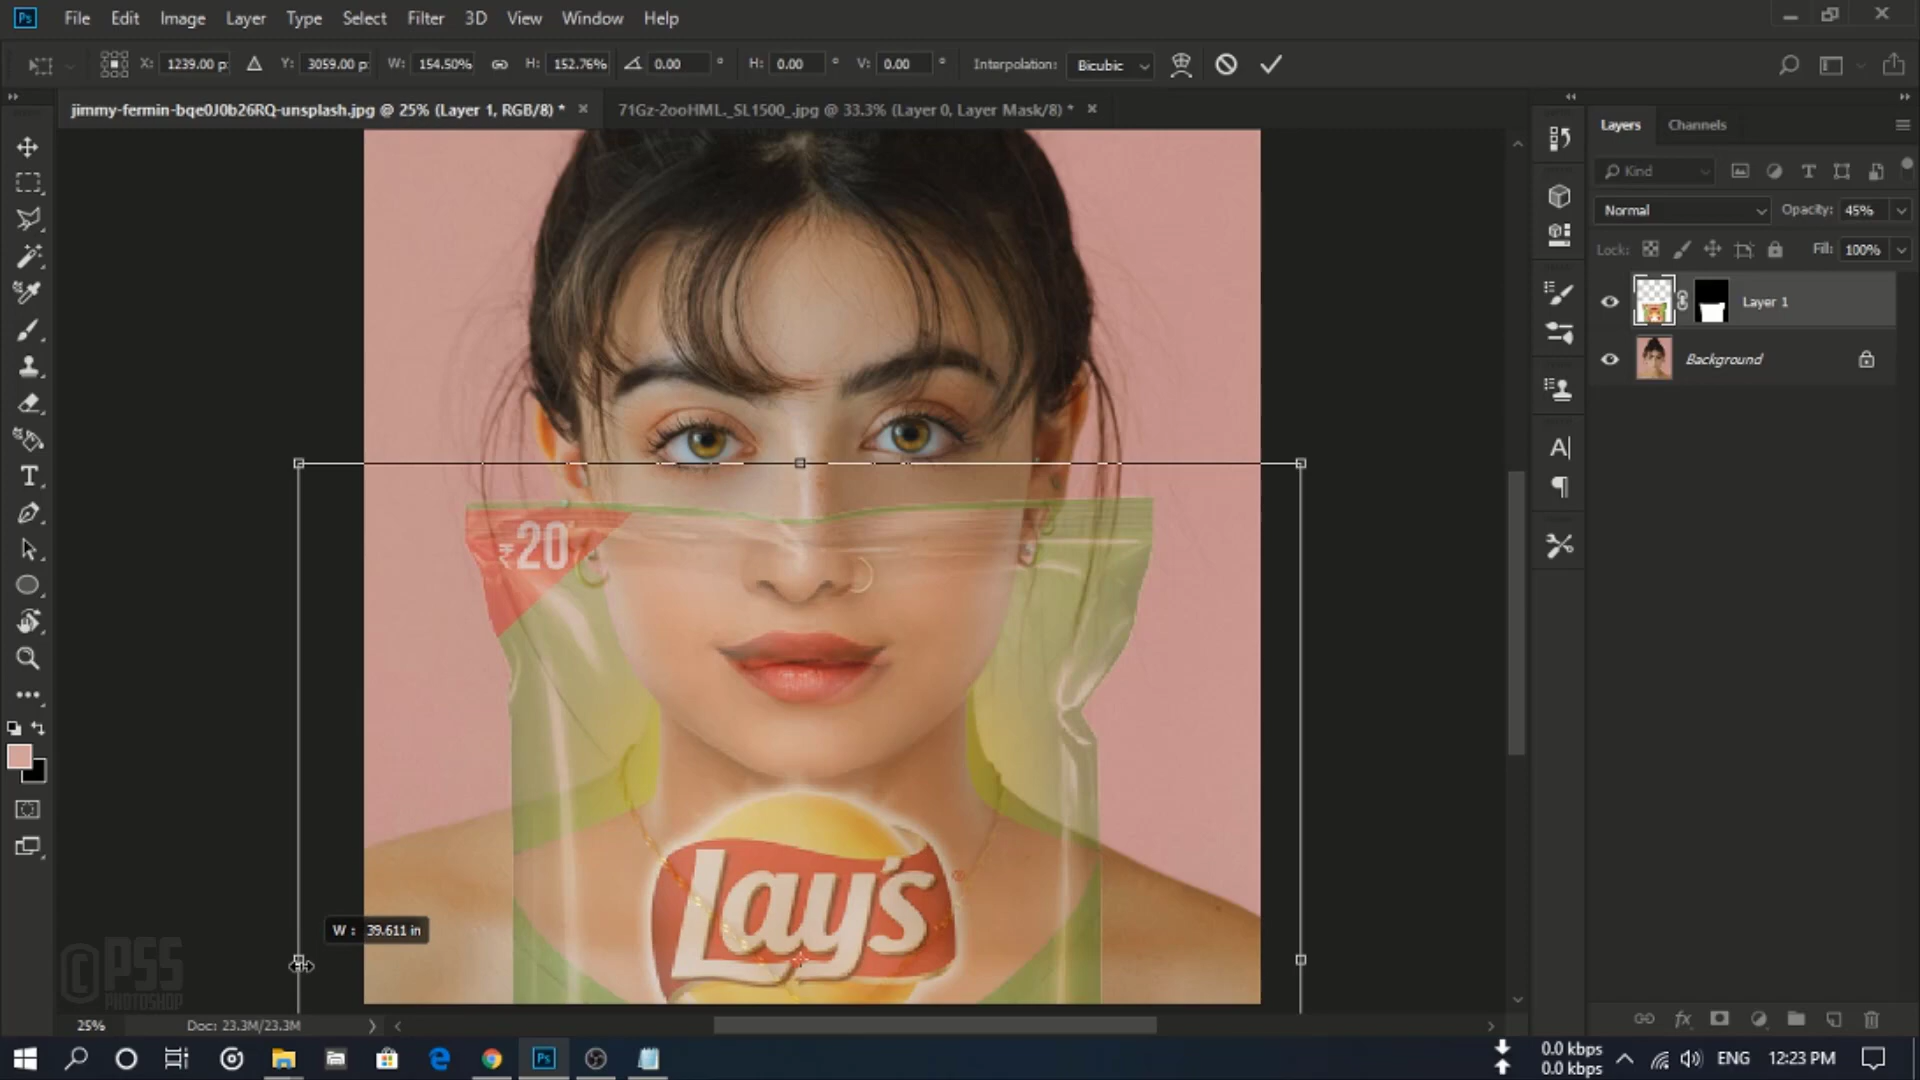 Ps File Edit Image Layer Type Select Filter 3D View Window Help
X: 1239.00 p Y: 3059.00 p W: 154.50% H: 152.76% 0.00 ° H: 0.00 ° V: 0.00 ° Interpolation: Bicubic
jimmy-fermin-bqe0J0b26RQ-unsplash.jpg @ 25% (Layer 1, RGB/8) * × 71Gz-2ooHML._SL1500_.jpg @ 33.3% (Layer 0, Layer Mask/8) * ×
Layers Channels
Kind
Normal Opacity: 45%
Lock: Fill: 100%
Layer 1
Background
₹20
Lay's
®
W : 39.611 in
©PSS
PHOTOSHOP
25% Doc: 23.3M/23.3M
Ps
0.0 kbps
0.0 kbps
ENG 12:23 PM